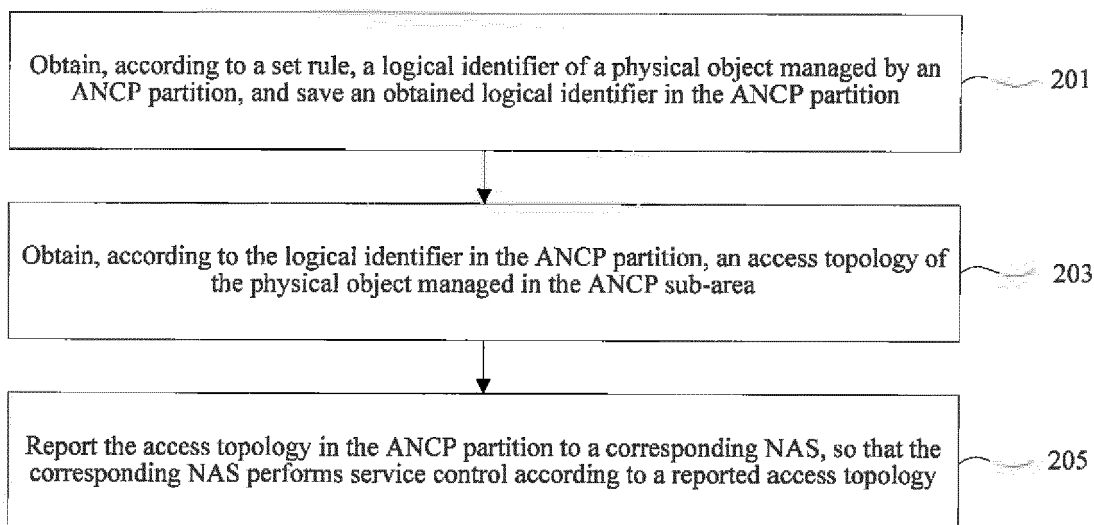 Obtain, according to a set rule, a logical identifier of a physical object managed by an
ANCP partition, and save an obtained logical identifier in the ANCP partition
201
Obtain, according to the logical identifier in the ANCP partition, an access topology of
the physical object managed in the ANCP sub-area
203
Report the access topology in the ANCP partition to a corresponding NAS, so that the
corresponding NAS performs service control according to a reported access topology
205